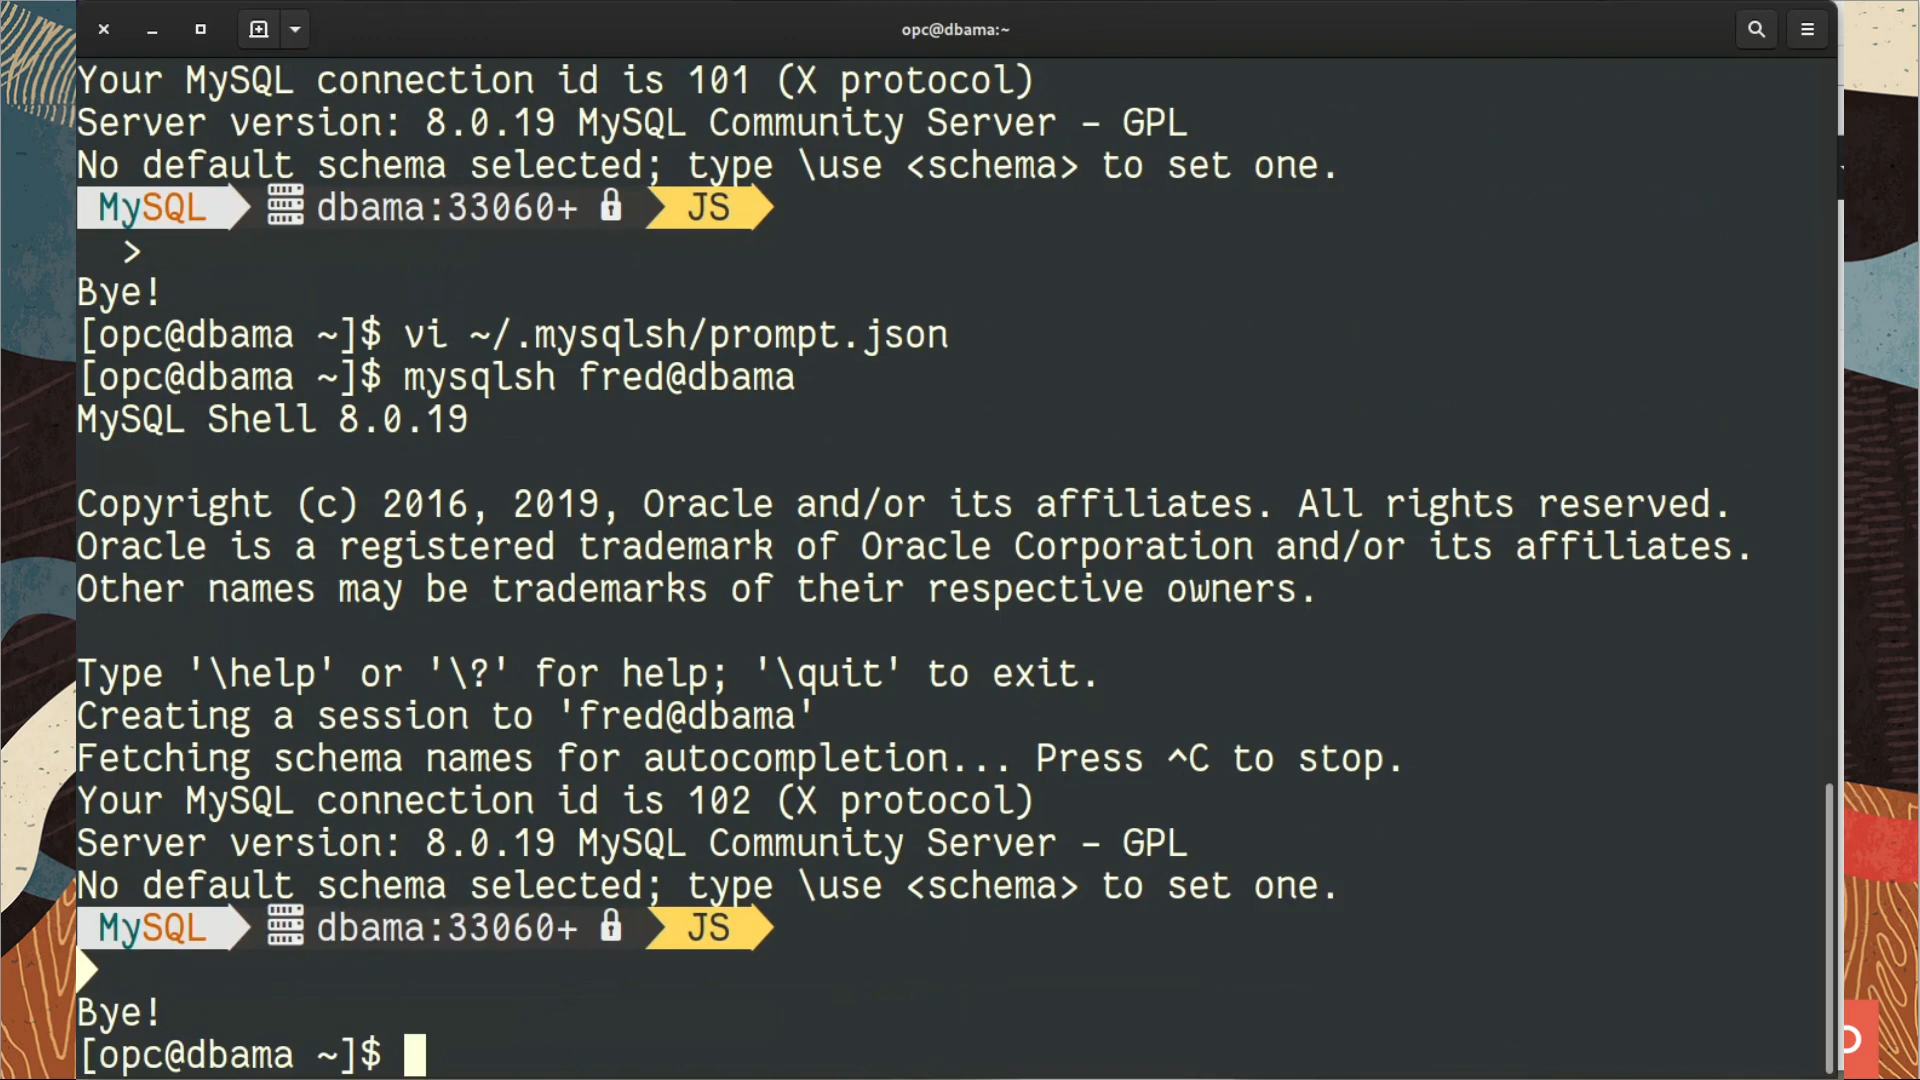 opc@dbama:~
Your MySQL connection id is 101 (X protocol)
Server version: 8.0.19 MySQL Community Server - GPL
No default schema selected; type \use <schema> to set one.
MySQL dbama:33060+ JS
>
Bye!
[opc@dbama ~]$ vi ~/.mysqlsh/prompt.json
[opc@dbama ~]$ mysqlsh fred@dbama
MySQL Shell 8.0.19
Copyright (c) 2016, 2019, Oracle and/or its affiliates. All rights reserved.
Oracle is a registered trademark of Oracle Corporation and/or its affiliates.
Other names may be trademarks of their respective owners.
Type '\help' or '\?' for help; '\quit' to exit.
Creating a session to 'fred@dbama'
Fetching schema names for autocompletion... Press ^C to stop.
Your MySQL connection id is 102 (X protocol)
Server version: 8.0.19 MySQL Community Server - GPL
No default schema selected; type \use <schema> to set one.
MySQL dbama:33060+ JS
Bye!
[opc@dbama ~]$